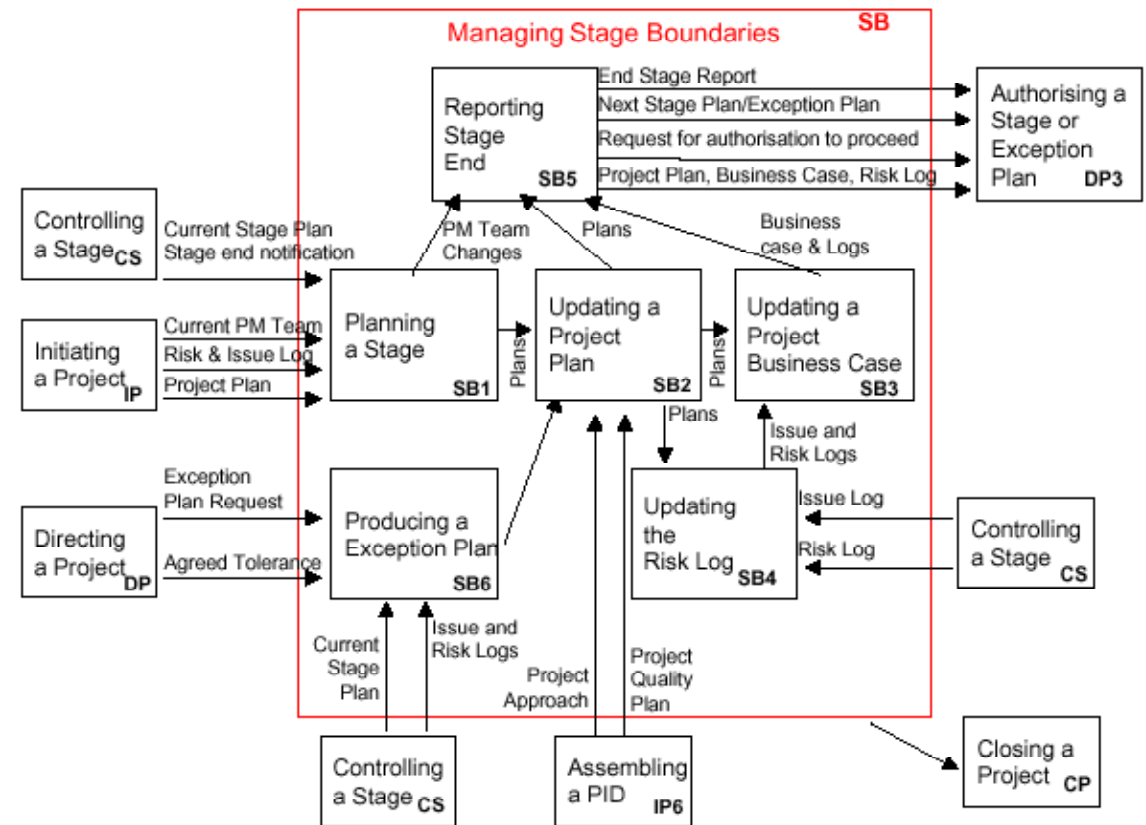 Managing Stage Boundaries
SB
Reporting
Stage
End
SB5
End Stage Report
Next Stage Plan/Exception Plan
Request for authorisation to proceed
Project Plan, Business Case, Risk Log
Authorising a
Stage or
Exception
Plan
DP3
Controlling
a Stage
CS
Current Stage Plan
Stage end notification
PM Team
Changes
Plans
Business
case & Logs
Initiating
a Project
IP
Current PM Team
Risk & Issue Log
Project Plan
Planning
a Stage
SB1
Plans
Updating a
Project
Plan
SB2
Plans
Updating a
Project
Business Case
SB3
Plans
Issue and
Risk Logs
Directing
a Project
DP
Exception
Plan Request
Agreed Tolerance
Producing a
Exception Plan
SB6
Updating
the
Risk Log
SB4
Issue Log
Risk Log
Controlling
a Stage
CS
Current
Stage
Plan
Issue and
Risk Logs
Project
Approach
Project
Quality
Plan
Controlling
a Stage
CS
Assembling
a PID
IP6
Closing a
Project
CP